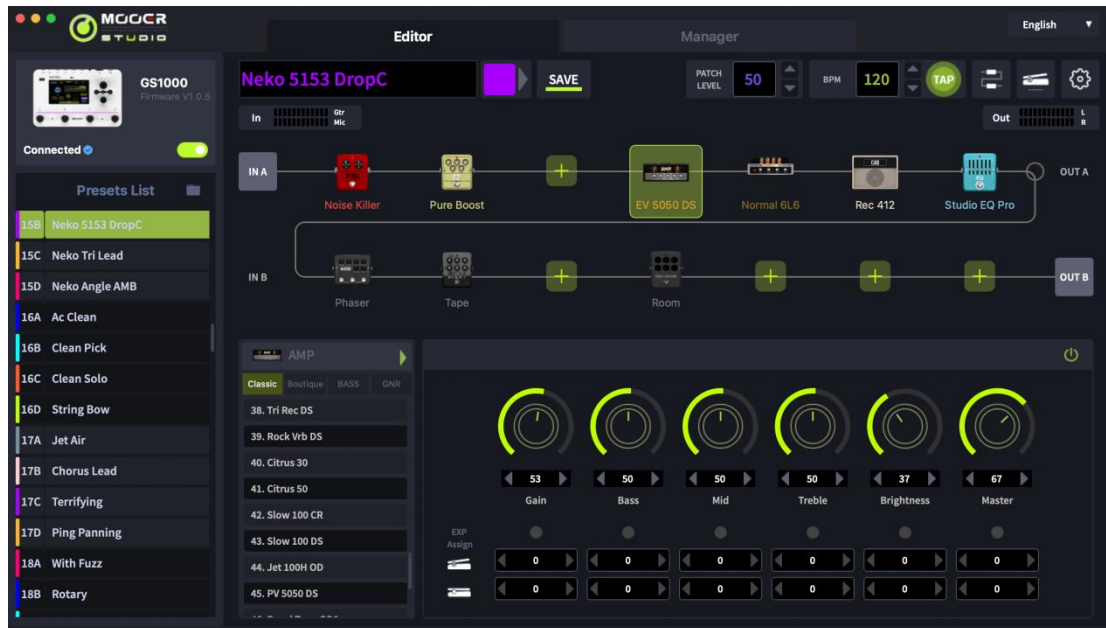 MOOER
STUDIO
Editor
Manager
English
GS1000
Firmware V1.0.5
Connected
Neko 5153 DropC
SAVE
PATCH LEVEL
50
BPM
120
TAP
In
Gtr
Mic
Out
L
R
Presets List
15B Neko 5153 DropC
15C Neko Tri Lead
15D Neko Angle AMB
16A Ac Clean
16B Clean Pick
16C Clean Solo
16D String Bow
17A Jet Air
17B Chorus Lead
17C Terrifying
17D Ping Panning
18A With Fuzz
18B Rotary
IN A
Noise Killer
Pure Boost
EV 5050 DS
Normal 6L6
CAB
Rec 412
Studio EQ Pro
OUT A
IN B
Phaser
Tape
Room
OUT B
AMP
Classic Boutique BASS GNR
38. Tri Rec DS
39. Rock Vrb DS
40. Citrus 30
41. Citrus 50
42. Slow 100 CR
43. Slow 100 DS
44. Jet 100H OD
45. PV 5050 DS
53 50 50 50 37 67
Gain Bass Mid Treble Brightness Master
EXP
Assign
0 0 0 0 0 0
0 0 0 0 0 0